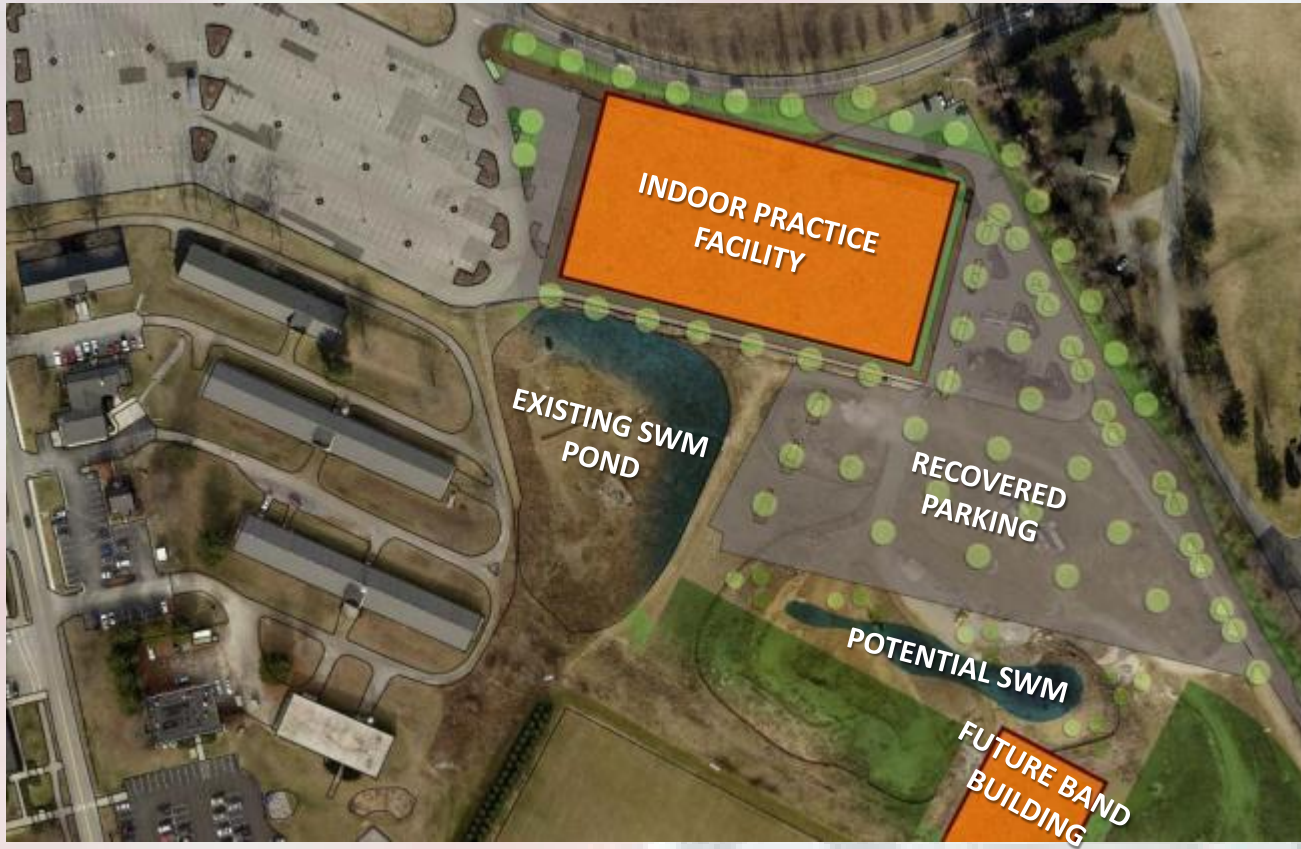 INDOOR PRACTICE
FACILITY
EXISTING SWM
POND
RECOVERED
PARKING
POTENTIAL SWM
FUTURE BAND
BUILDING